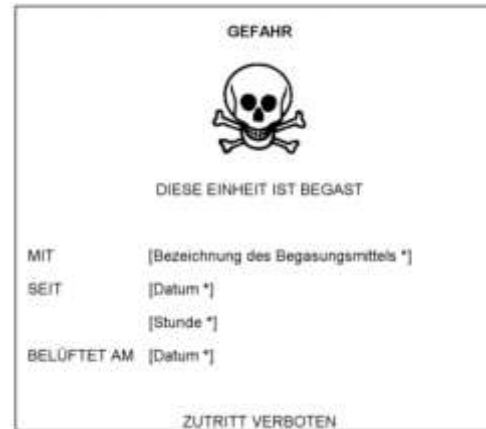 GEFAHR
DIESE EINHEIT IST BEGAST
MIT [Bezeichnung des Begasungsmittels *]
SEIT [Datum *]
[Stunde *]
BELÜFTET AM [Datum *]
ZUTRITT VERBOTEN